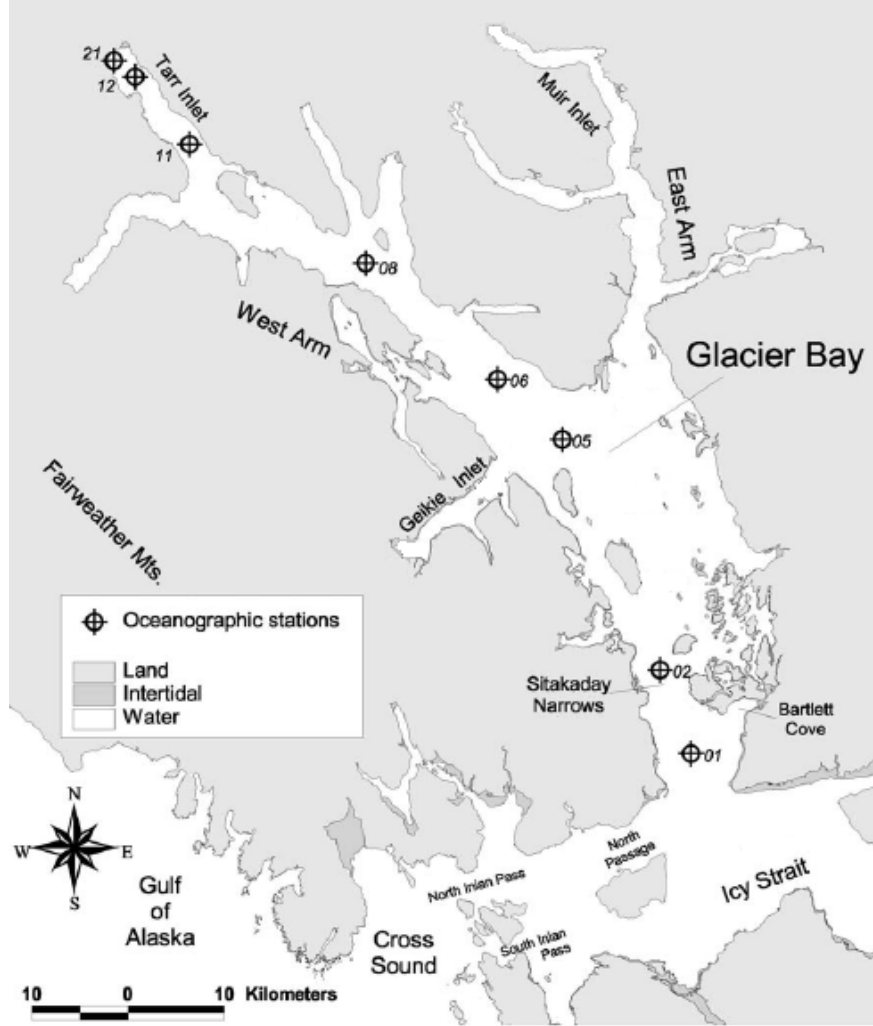 21
12
Tarr Inlet
11
Muir Inlet
East Arm
08
West Arm
06
Glacier Bay
05
Geikie Inlet
Fairweather Mts.
Oceanographic stations
Land
Intertidal
Water
02
Sitakaday
Narrows
Bartlett
Cove
01
N
W E
S
North
Passage
North Inian Pass
Icy Strait
Gulf
of
Alaska
Cross
Sound
South Inian
Pass
10 0 10 Kilometers